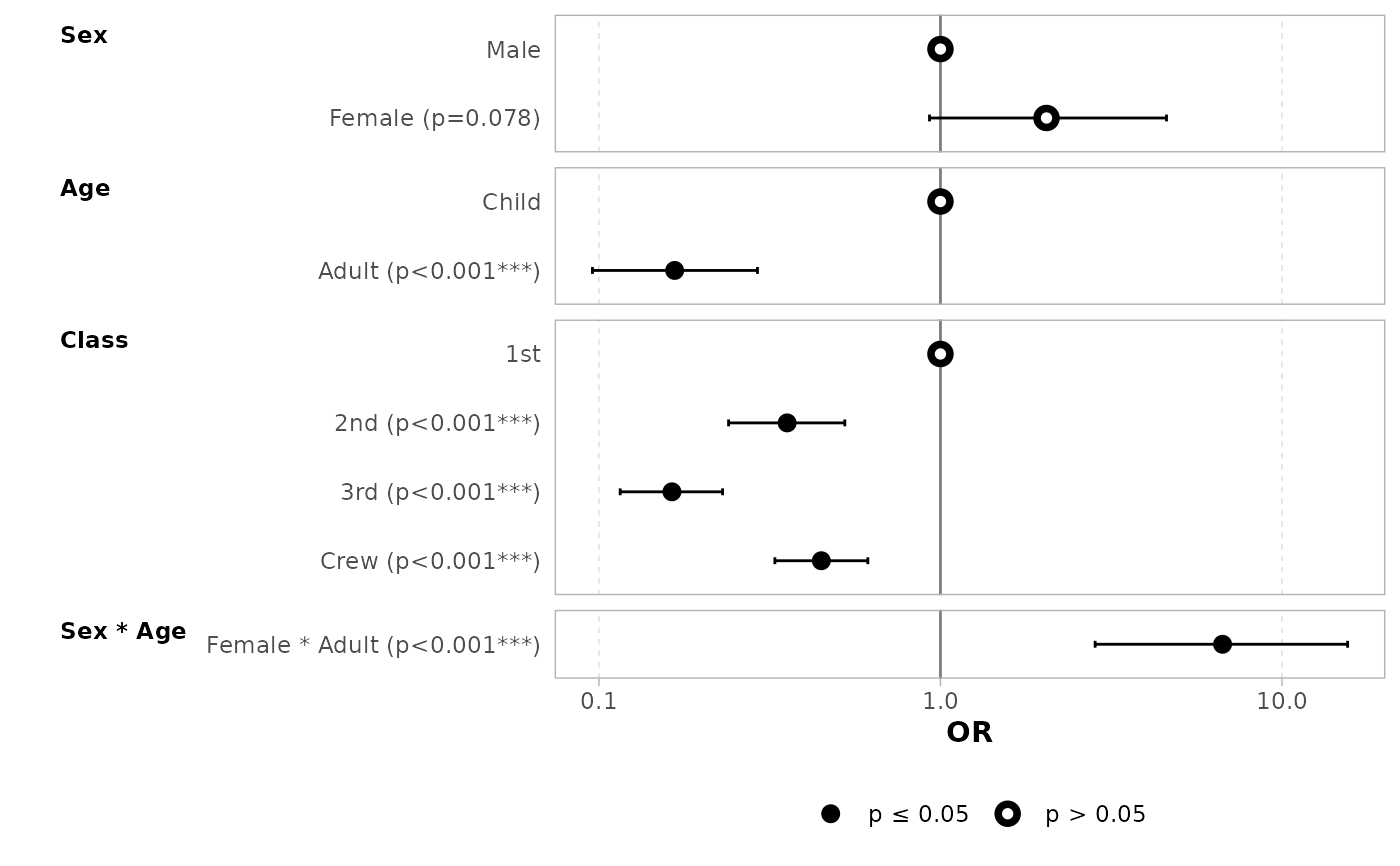 Sex
Male
Female (p=0.078)
Age
Child
Adult (p<0.001***)
Class
1st
2nd (p<0.001***)
3rd (p<0.001***)
Crew (p<0.001***)
Sex * Age
Female * Adult (p<0.001***)
0.1 1.0 10.0
OR
p ≤ 0.05 p > 0.05